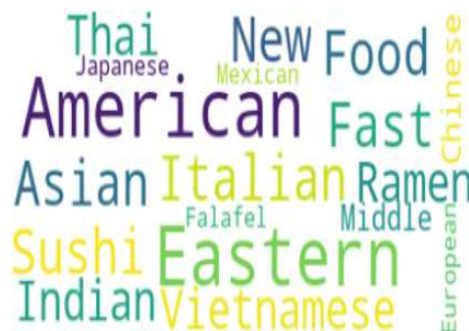 Thai New Food
Japanese Mexican
American Fast
Chinese
Asian Italian Ramen
Falafel Middle
Sushi Eastern
Indian Vietnamese
European